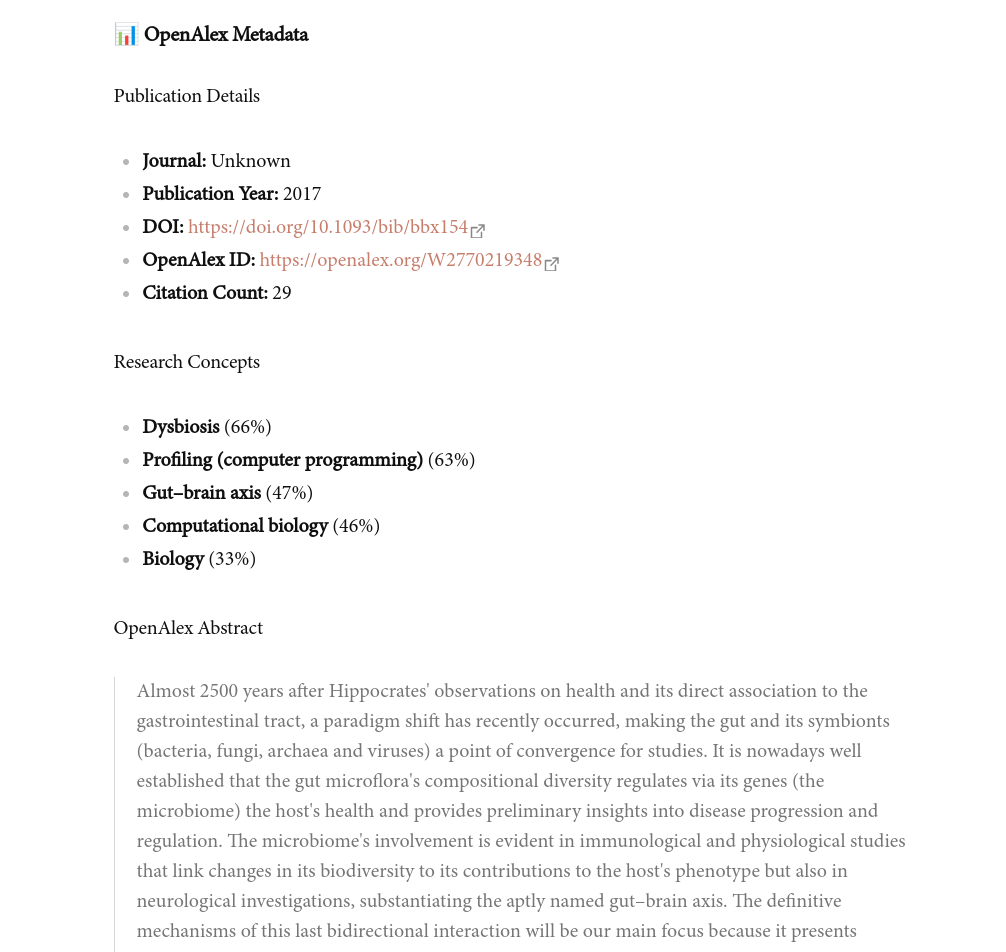 📊 OpenAlex Metadata
Publication Details
Journal: Unknown
Publication Year: 2017
DOI: https://doi.org/10.1093/bib/bbx154
OpenAlex ID: https://openalex.org/W2770219348
Citation Count: 29
Research Concepts
Dysbiosis (66%)
Profiling (computer programming) (63%)
Gut–brain axis (47%)
Computational biology (46%)
Biology (33%)
OpenAlex Abstract
Almost 2500 years after Hippocrates' observations on health and its direct association to the
gastrointestinal tract, a paradigm shift has recently occurred, making the gut and its symbionts
(bacteria, fungi, archaea and viruses) a point of convergence for studies. It is nowadays well
established that the gut microflora's compositional diversity regulates via its genes (the
microbiome) the host's health and provides preliminary insights into disease progression and
regulation. The microbiome's involvement is evident in immunological and physiological studies
that link changes in its biodiversity to its contributions to the host's phenotype but also in
neurological investigations, substantiating the aptly named gut–brain axis. The definitive
mechanisms of this last bidirectional interaction will be our main focus because it presents